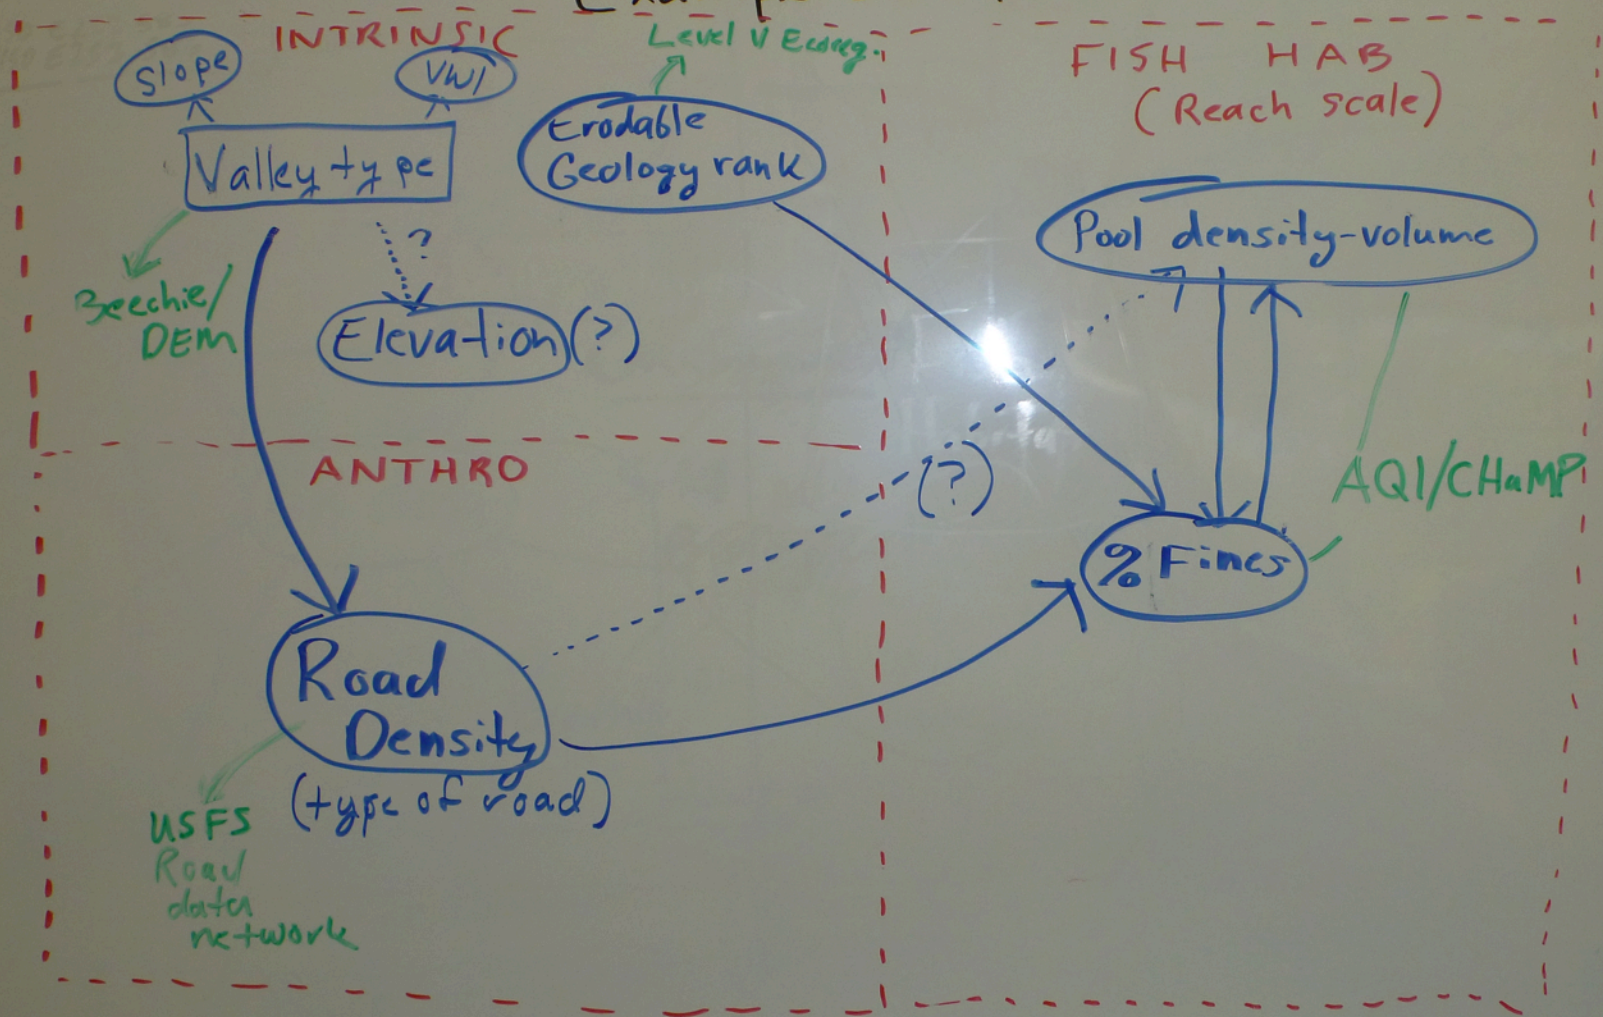 INTRINSIC
Level V Ecoreg.
Slope
VWI
Valley type
Erodable
Geology rank
Beechie/
DEM
?
Elevation (?)
FISH HAB
(Reach scale)
Pool density-volume
ANTHRO
(?)
AQI/CHaMP
% Fines
Road
Density
(type of road)
USFS
Road
data
network